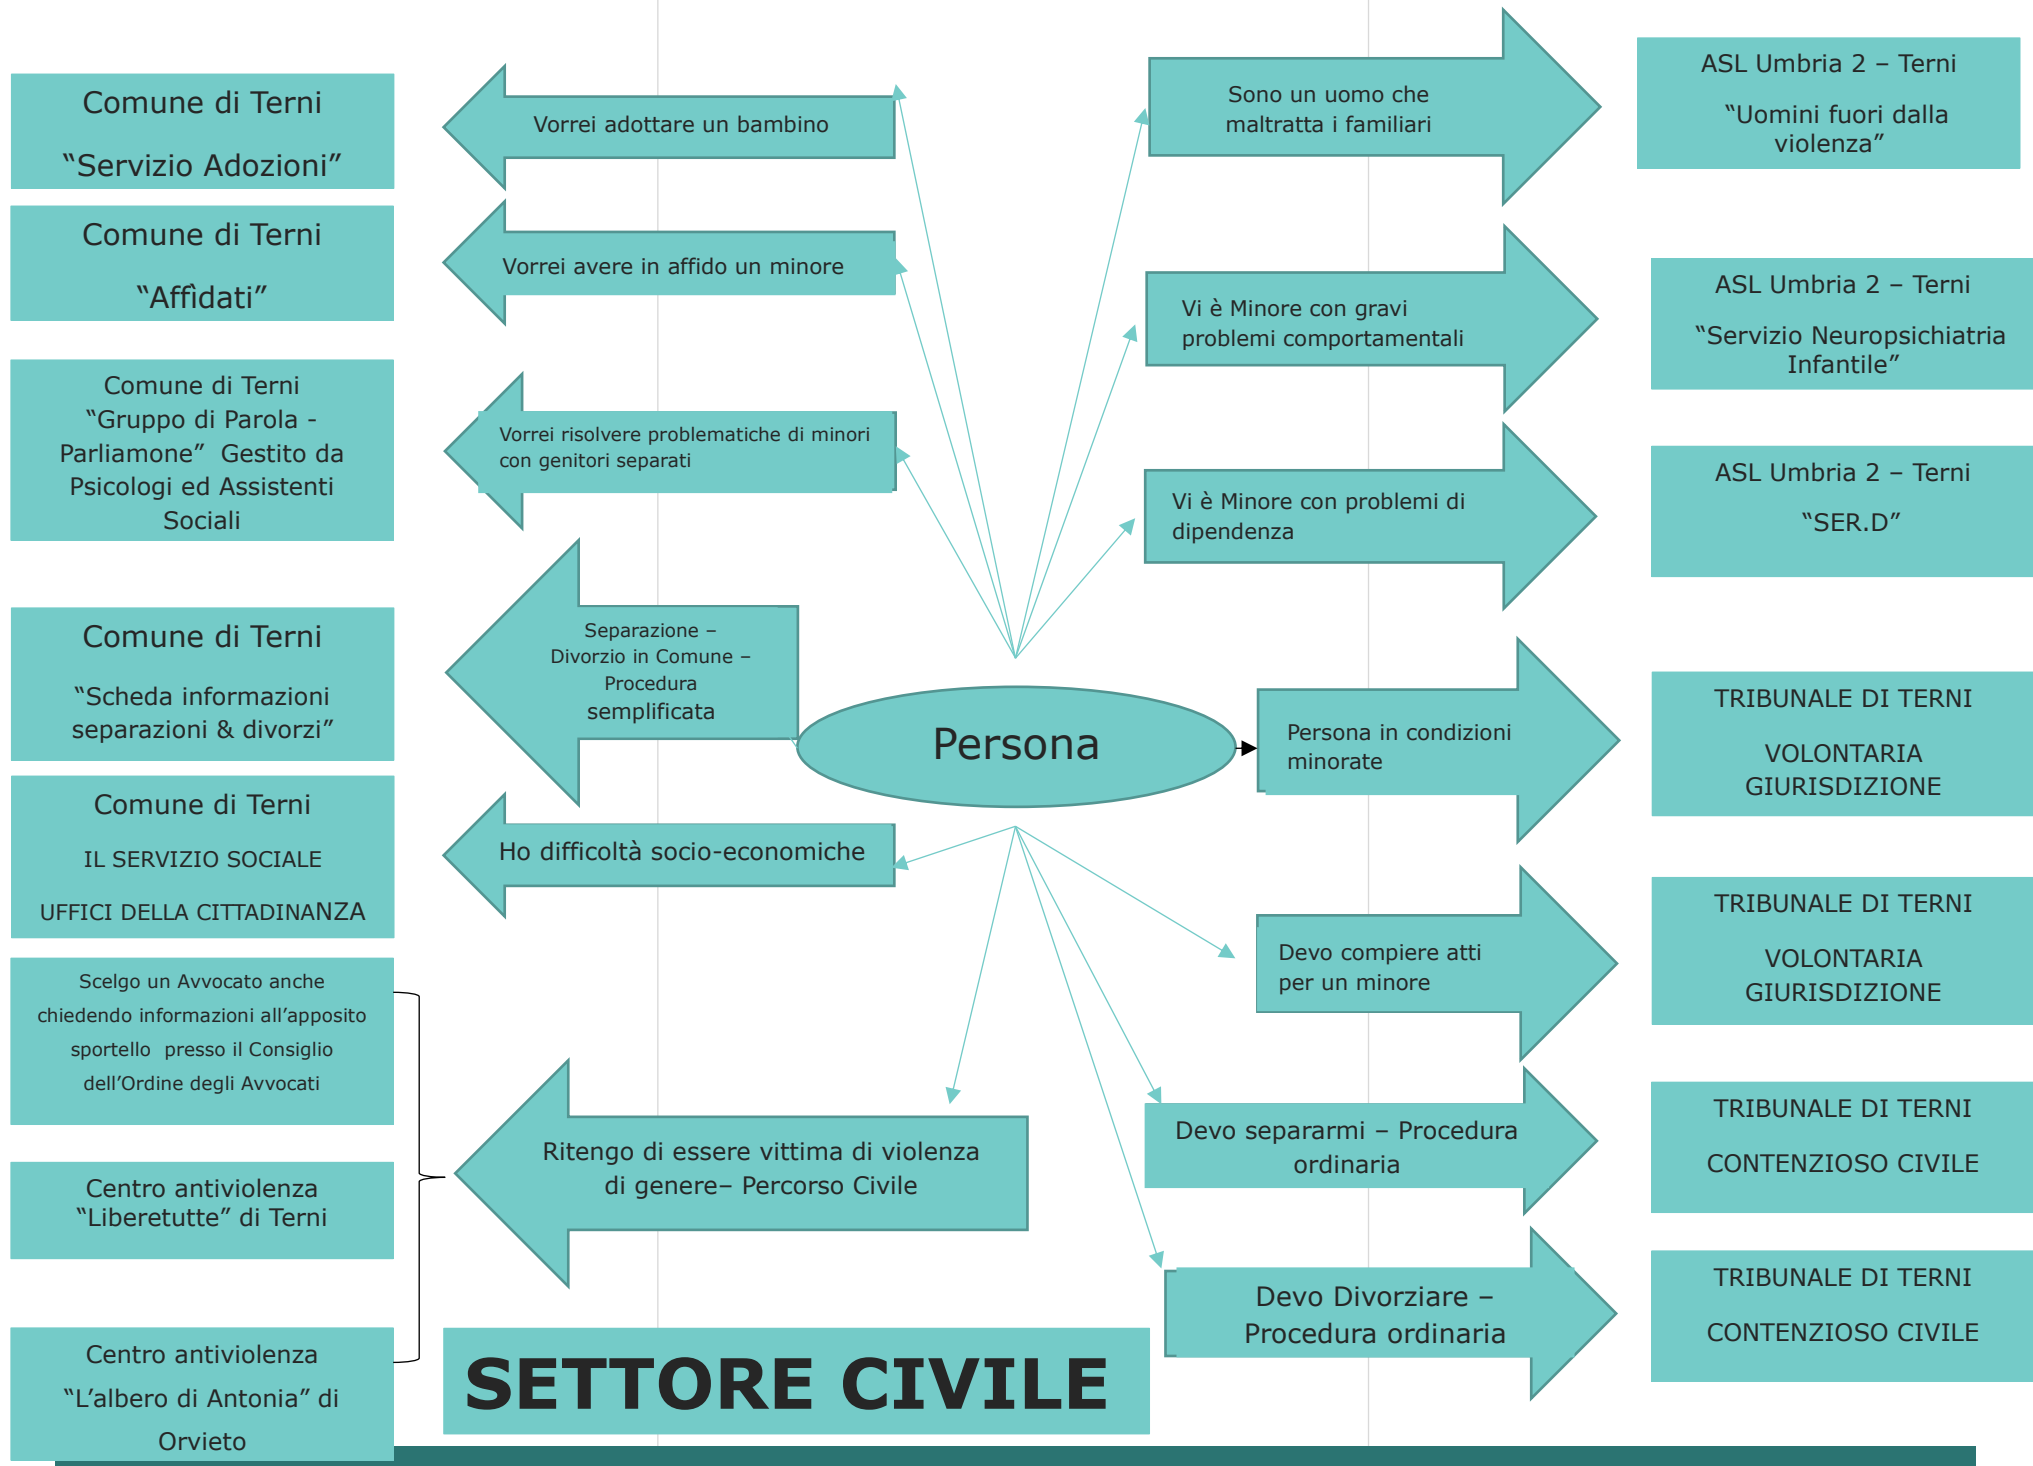 Comune di Terni
“Servizio Adozioni”
Vorrei adottare un bambino
Sono un uomo che
maltratta i familiari
ASL Umbria 2 – Terni
“Uomini fuori dalla
violenza”
Comune di Terni
“Affìdati”
Vorrei avere in affido un minore
Vi è Minore con gravi
problemi comportamentali
ASL Umbria 2 – Terni
“Servizio Neuropsichiatria
Infantile”
Comune di Terni
“Gruppo di Parola -
Parliamone” Gestito da
Psicologi ed Assistenti
Sociali
Vorrei risolvere problematiche di minori
con genitori separati
Vi è Minore con problemi di
dipendenza
ASL Umbria 2 – Terni
“SER.D”
Comune di Terni
“Scheda informazioni
separazioni & divorzi”
Separazione –
Divorzio in Comune –
Procedura
semplificata
Persona
Persona in condizioni
minorate
TRIBUNALE DI TERNI
VOLONTARIA
GIURISDIZIONE
Comune di Terni
IL SERVIZIO SOCIALE
UFFICI DELLA CITTADINANZA
Ho difficoltà socio-economiche
Devo compiere atti
per un minore
TRIBUNALE DI TERNI
VOLONTARIA
GIURISDIZIONE
Scelgo un Avvocato anche
chiedendo informazioni all’apposito
sportello presso il Consiglio
dell’Ordine degli Avvocati
Centro antiviolenza
“Liberetutte” di Terni
Centro antiviolenza
“L’albero di Antonia” di
Orvieto
Ritengo di essere vittima di violenza
di genere– Percorso Civile
Devo separarmi – Procedura
ordinaria
TRIBUNALE DI TERNI
CONTENZIOSO CIVILE
Devo Divorziare –
Procedura ordinaria
TRIBUNALE DI TERNI
CONTENZIOSO CIVILE
SETTORE CIVILE